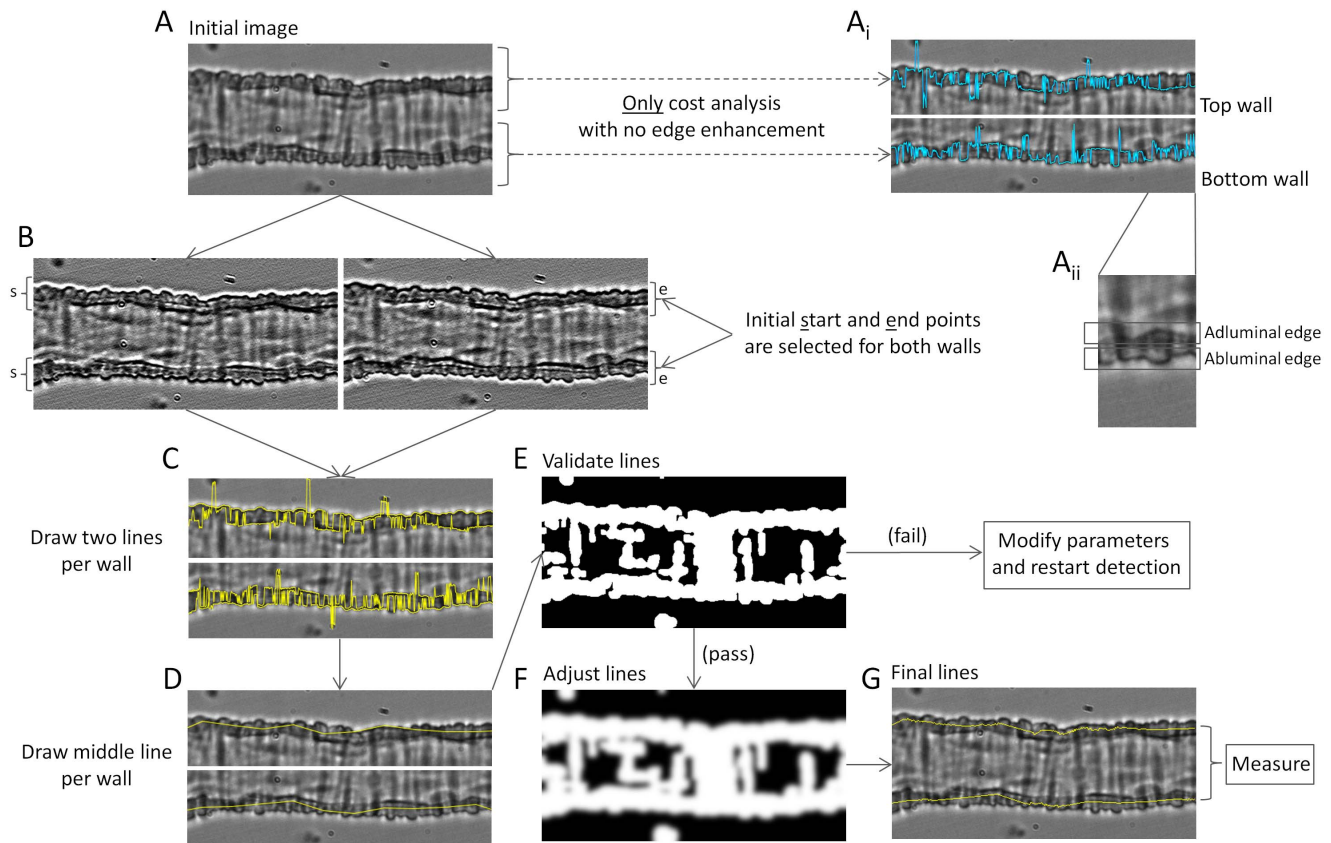 A Initial image
Ai
Only cost analysis
with no edge enhancement
Top wall
Bottom wall
B
s
s
e
e
Initial start and end points
are selected for both walls
Aii
Adluminal edge
Abluminal edge
C
Draw two lines
per wall
E Validate lines
(fail)
Modify parameters
and restart detection
(pass)
D
Draw middle line
per wall
F Adjust lines
G Final lines
Measure